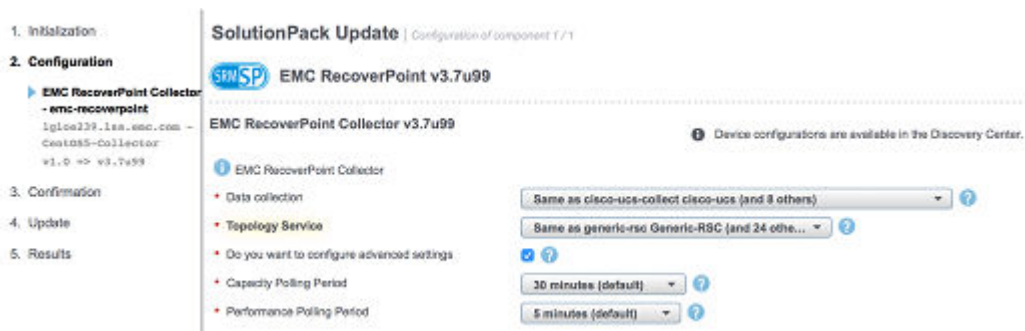 1. Initialization
2. Configuration
EMC RecoverPoint Collector
- emc-recoverpoint
lgloe239.lss.emc.com -
CentOS5-Collector
v1.0 => v3.7u99
3. Confirmation
4. Update
5. Results
SolutionPack Update | Configuration of component 1 / 1
SRM SP EMC RecoverPoint v3.7u99
EMC RecoverPoint Collector v3.7u99
Device configurations are available in the Discovery Center.
EMC RecoverPoint Collector
* Data collection Same as cisco-ucs-collect cisco-ucs (and 8 others)
* Topology Service Same as generic-rsc Generic-RSC (and 24 othe...
* Do you want to configure advanced settings
* Capacity Polling Period 30 minutes (default)
* Performance Polling Period 5 minutes (default)